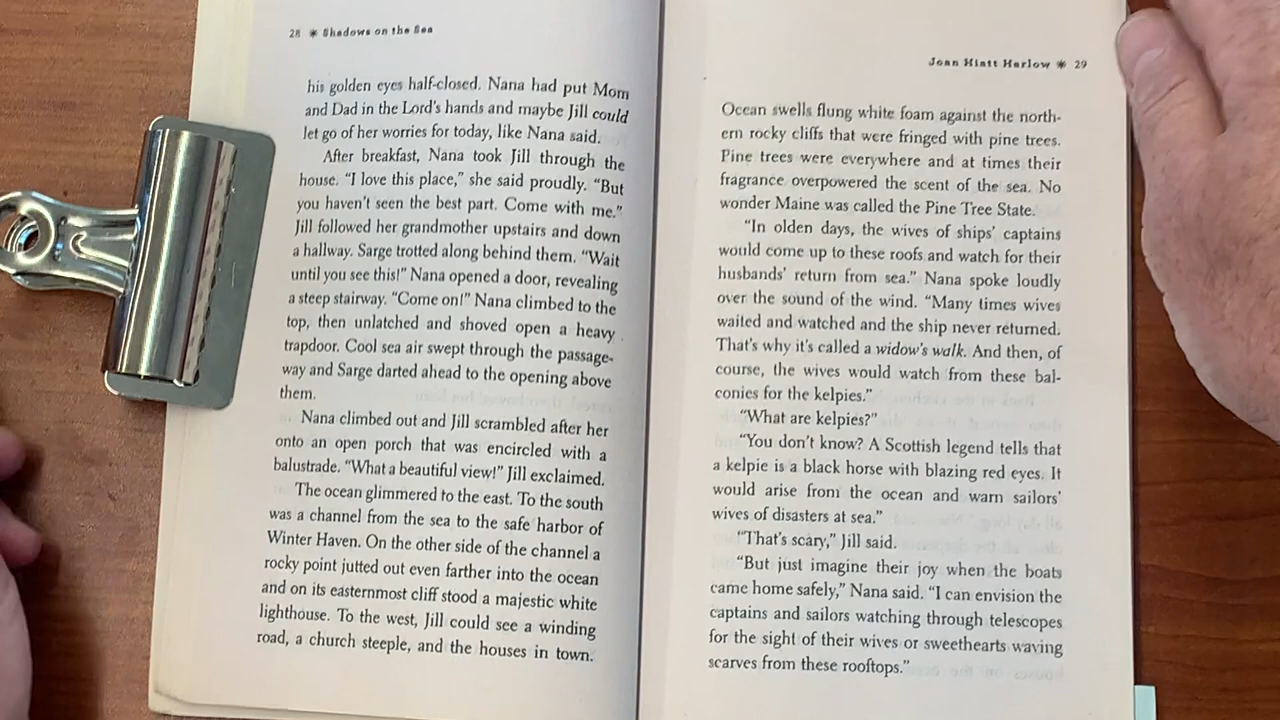 28 ✷ Shadows on the Sea
his golden eyes half-closed. Nana had put Mom
and Dad in the Lord's hands and maybe Jill could
let go of her worries for today, like Nana said.
After breakfast, Nana took Jill through the
house. “I love this place,” she said proudly. “But
you haven't seen the best part. Come with me.”
Jill followed her grandmother upstairs and down
a hallway. Sarge trotted along behind them. “Wait
until you see this!” Nana opened a door, revealing
a steep stairway. “Come on!” Nana climbed to the
top, then unlatched and shoved open a heavy
trapdoor. Cool sea air swept through the passage-
way and Sarge darted ahead to the opening above
them.
Nana climbed out and Jill scrambled after her
onto an open porch that was encircled with a
balustrade. “What a beautiful view!” Jill exclaimed.
The ocean glimmered to the east. To the south
was a channel from the sea to the safe harbor of
Winter Haven. On the other side of the channel a
rocky point jutted out even farther into the ocean
and on its easternmost cliff stood a majestic white
lighthouse. To the west, Jill could see a winding
road, a church steeple, and the houses in town.
Joan Hiatt Harlow ✷ 29
Ocean swells flung white foam against the north-
ern rocky cliffs that were fringed with pine trees.
Pine trees were everywhere and at times their
fragrance overpowered the scent of the sea. No
wonder Maine was called the Pine Tree State.
“In olden days, the wives of ships' captains
would come up to these roofs and watch for their
husbands' return from sea.” Nana spoke loudly
over the sound of the wind. “Many times wives
waited and watched and the ship never returned.
That's why it's called a widow's walk. And then, of
course, the wives would watch from these bal-
conies for the kelpies.”
“What are kelpies?”
“You don't know? A Scottish legend tells that
a kelpie is a black horse with blazing red eyes. It
would arise from the ocean and warn sailors'
wives of disasters at sea.”
“That's scary,” Jill said.
“But just imagine their joy when the boats
came home safely,” Nana said. “I can envision the
captains and sailors watching through telescopes
for the sight of their wives or sweethearts waving
scarves from these rooftops.”